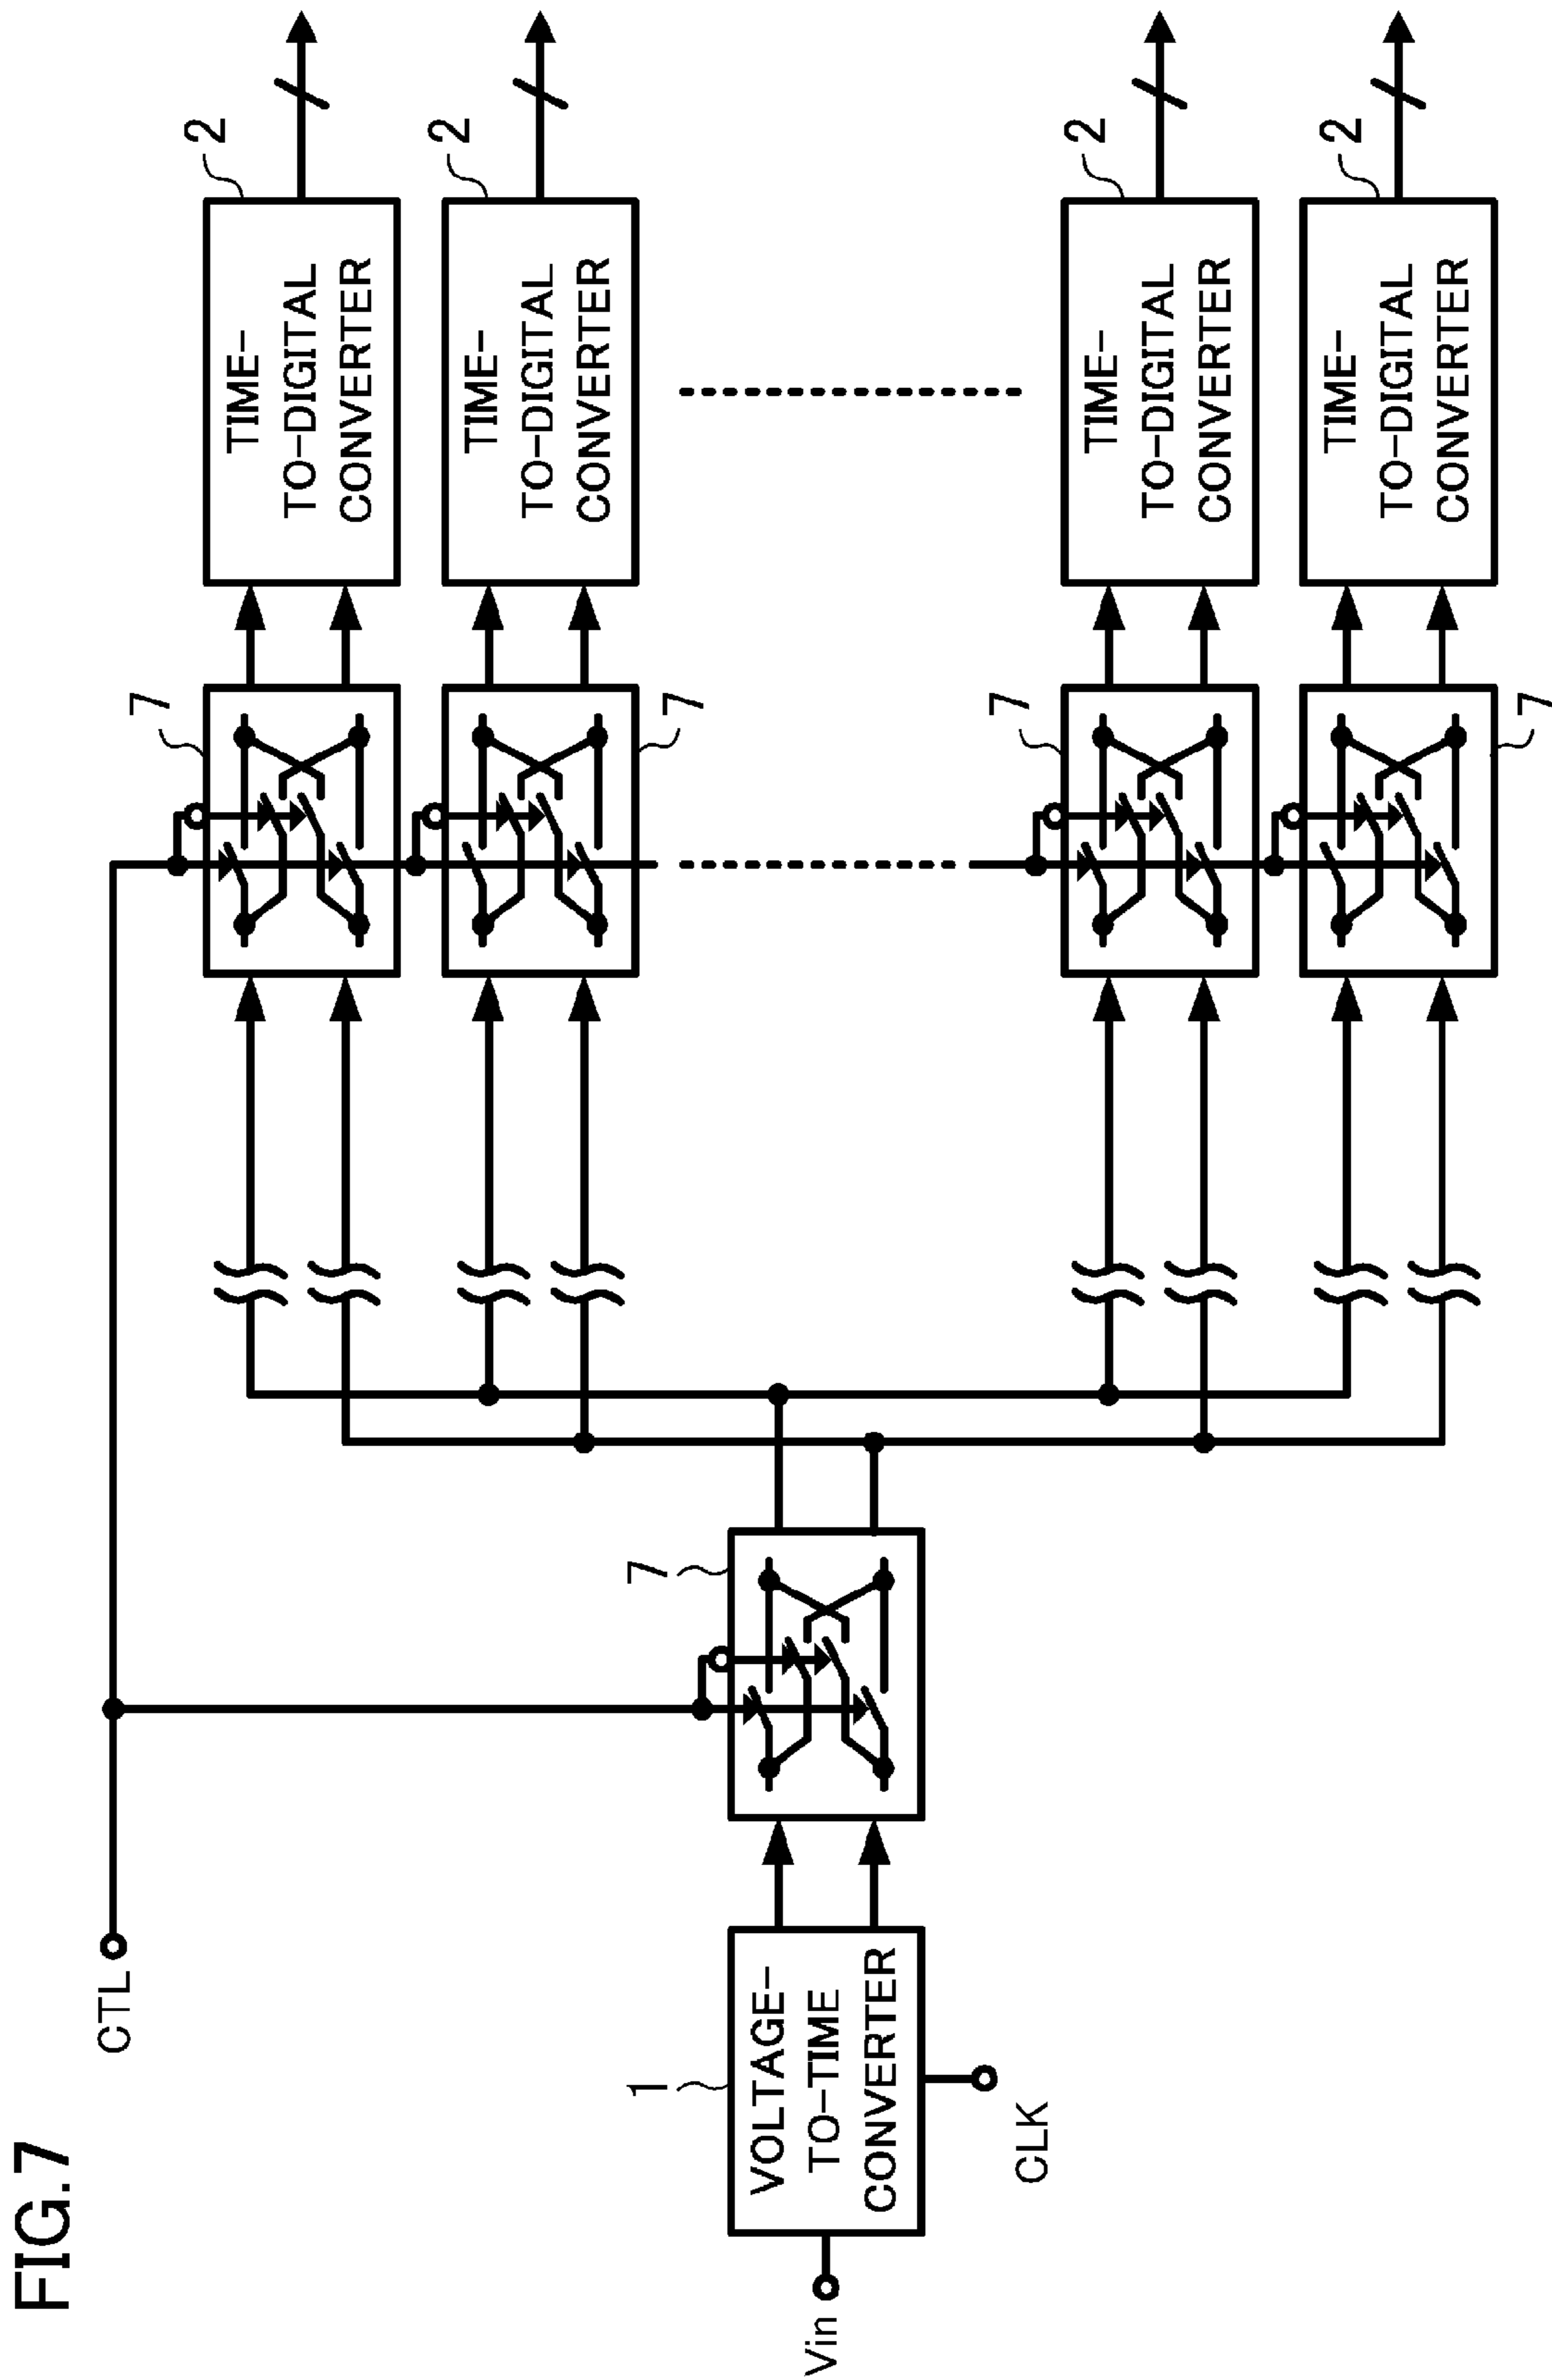 FIG.7
CTL
Vin
1
VOLTAGE-
TO-TIME
CONVERTER
CLK
7
7
2
TIME-
TO-DIGITAL
CONVERTER
7
2
TIME-
TO-DIGITAL
CONVERTER
7
2
TIME-
TO-DIGITAL
CONVERTER
7
2
TIME-
TO-DIGITAL
CONVERTER